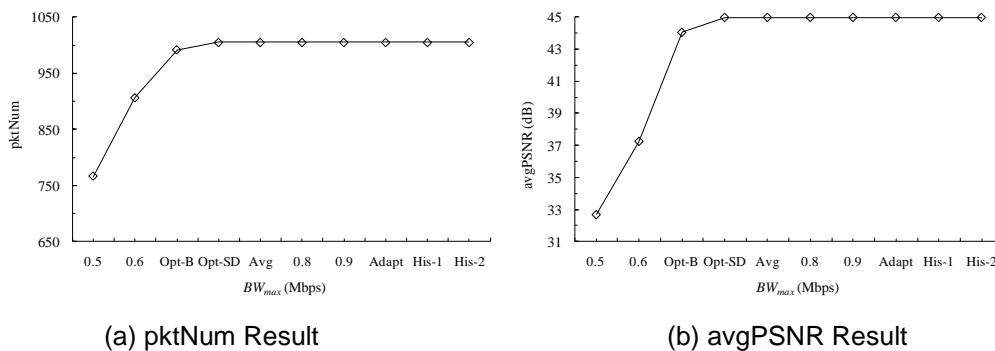 1050
950
850
750
650
pktNum
0.5 0.6 Opt-B Opt-SD Avg 0.8 0.9 Adapt His-1 His-2
BWmax (Mbps)
(a) pktNum Result
45
43
41
39
37
35
33
31
avgPSNR (dB)
0.5 0.6 Opt-B Opt-SD Avg 0.8 0.9 Adapt His-1 His-2
BWmax (Mbps)
(b) avgPSNR Result